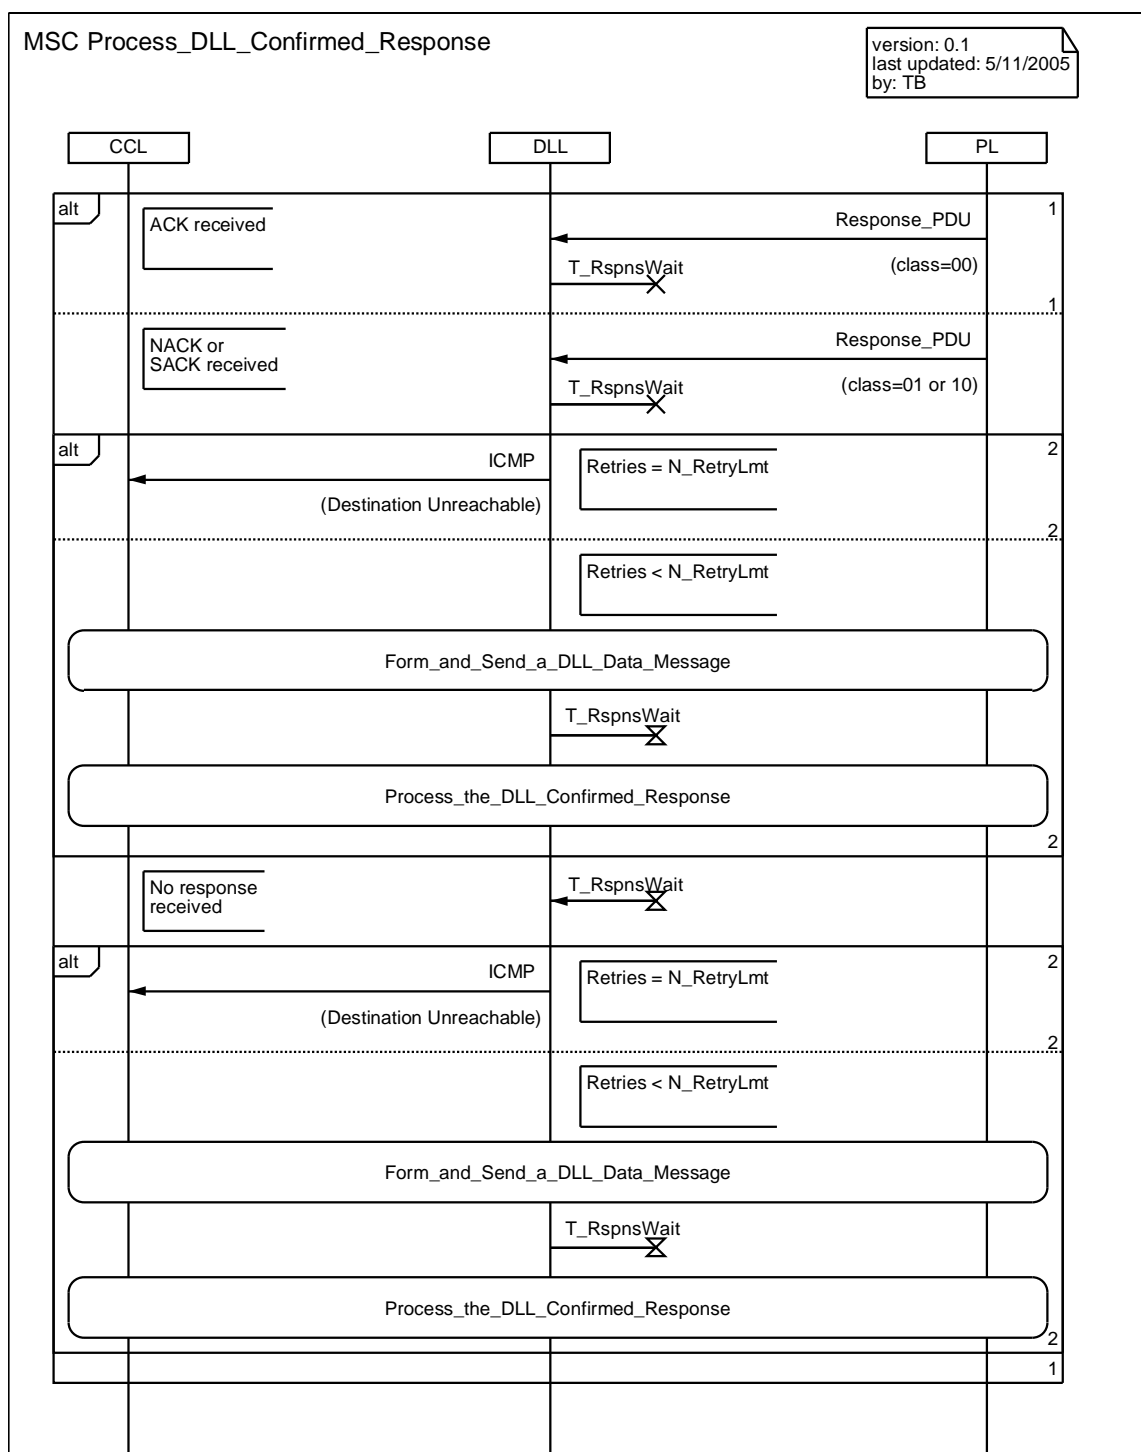 MSC Process_DLL_Confirmed_Response
version: 0.1
last updated: 5/11/2005
by: TB
CCL
DLL
PL
alt
1
ACK received
Response_PDU
T_RspnsWait
(class=00)
1
NACK or
SACK received
Response_PDU
T_RspnsWait
(class=01 or 10)
alt
2
ICMP
Retries = N_RetryLmt
(Destination Unreachable)
2
Retries < N_RetryLmt
Form_and_Send_a_DLL_Data_Message
T_RspnsWait
Process_the_DLL_Confirmed_Response
2
No response
received
T_RspnsWait
alt
2
ICMP
Retries = N_RetryLmt
(Destination Unreachable)
2
Retries < N_RetryLmt
Form_and_Send_a_DLL_Data_Message
T_RspnsWait
Process_the_DLL_Confirmed_Response
2
1